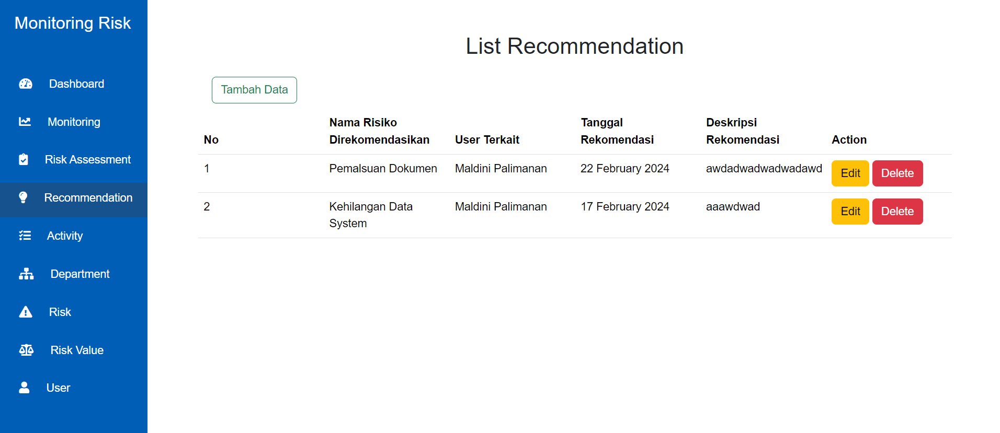 Monitoring Risk
Dashboard
Monitoring
Risk Assessment
Recommendation
Activity
Department
Risk
Risk Value
User
List Recommendation
Tambah Data
No Nama Risiko Direkomendasikan User Terkait Tanggal Rekomendasi Deskripsi Rekomendasi Action
1 Pemalsuan Dokumen Maldini Palimanan 22 February 2024 awdadwadwadwadawd Edit Delete
2 Kehilangan Data System Maldini Palimanan 17 February 2024 aaawdwad Edit Delete